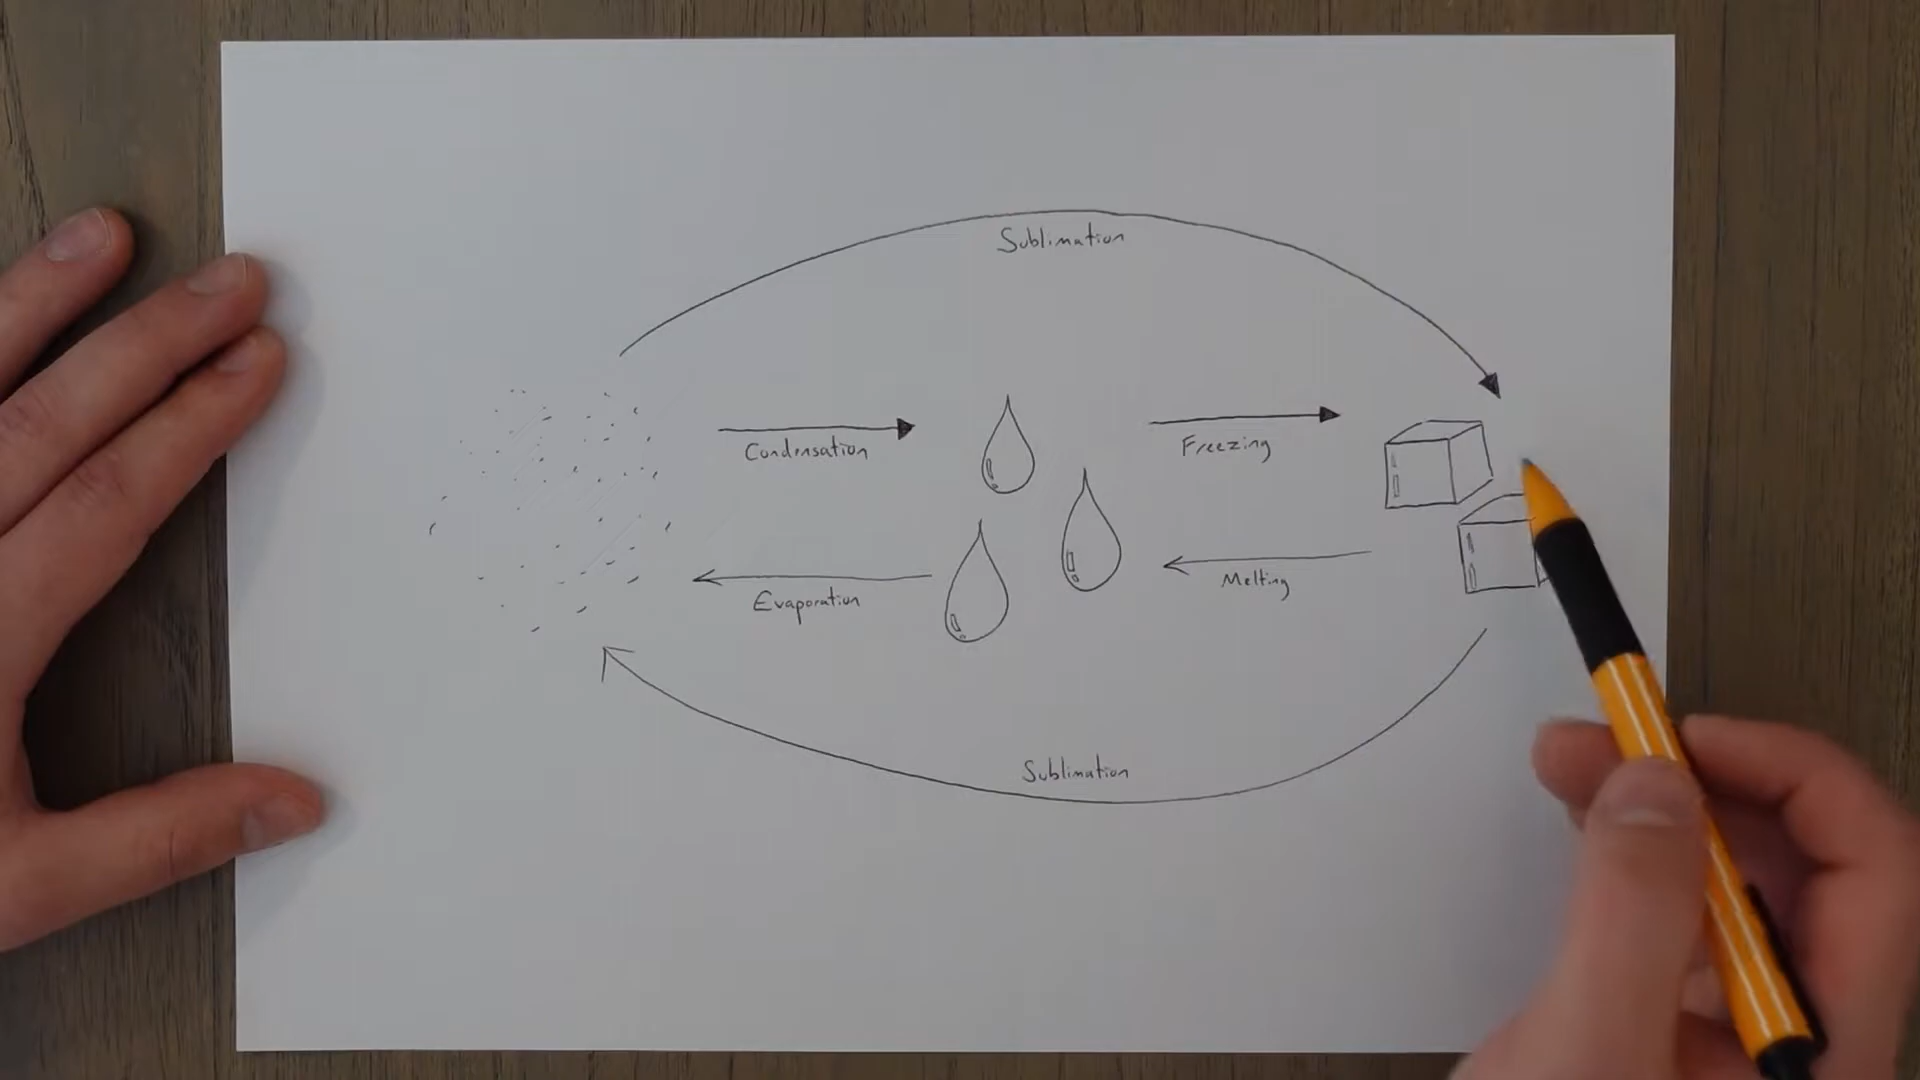 Sublimation
Condensation
Freezing
Evaporation
Melting
Sublimation